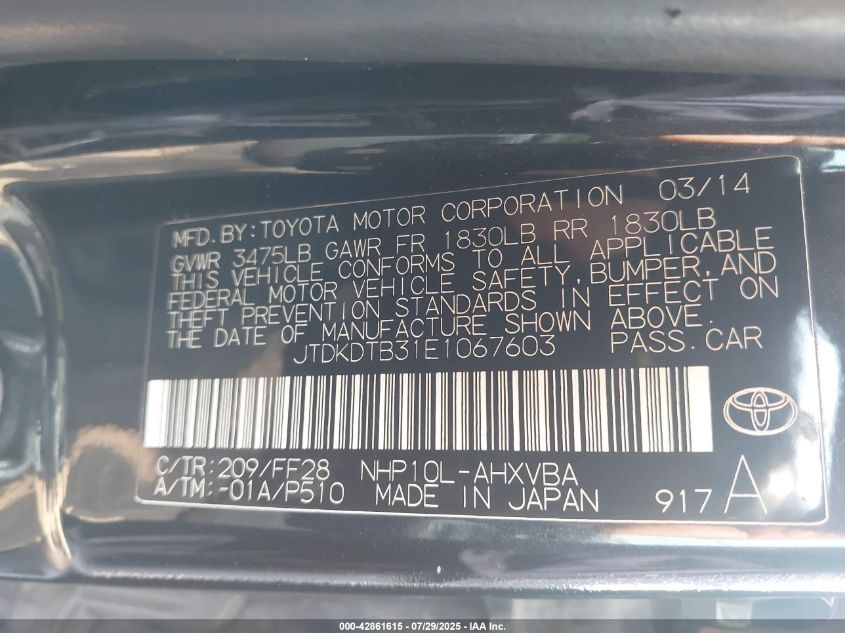 MFD. BY: TOYOTA MOTOR CORPORATION 03/14
GVWR 3475LB GAWR FR 1830LB RR 1830LB
THIS VEHICLE CONFORMS TO ALL APPLICABLE
FEDERAL MOTOR VEHICLE SAFETY, BUMPER, AND
THEFT PREVENTION STANDARDS IN EFFECT ON
THE DATE OF MANUFACTURE SHOWN ABOVE.
JTDKDTB31E1067603 PASS. CAR
C/TR: 209/FF28 NHP10L-AHXVBA
A/TM: -01A/P510 MADE IN JAPAN 917 A
000-42861615 - 07/29/2025 - IAA Inc.